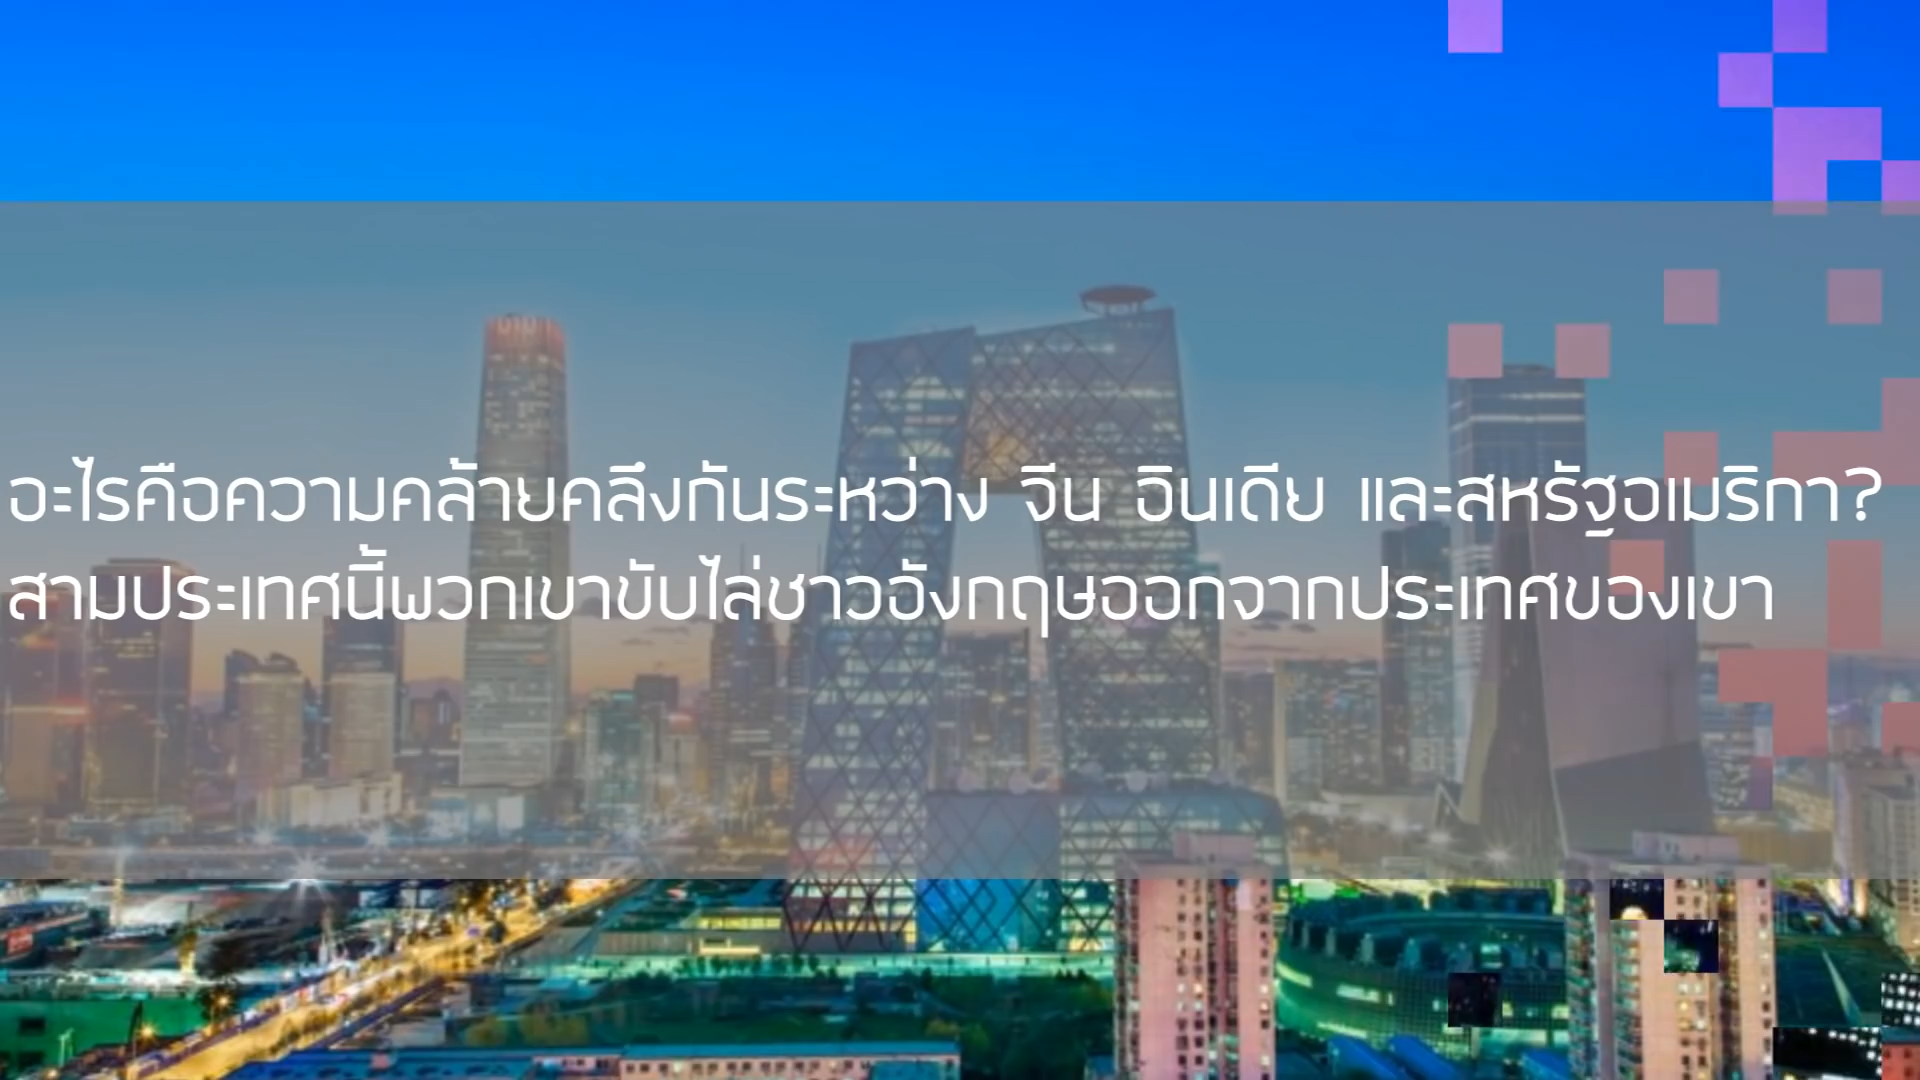 อะไรคือความคล้ายคลึงกันระหว่าง จีน อินเดีย และสหรัฐอเมริกา?
สามประเทศนี้พวกเขาขับไล่ชาวอังกฤษออกจากประเทศของเขา